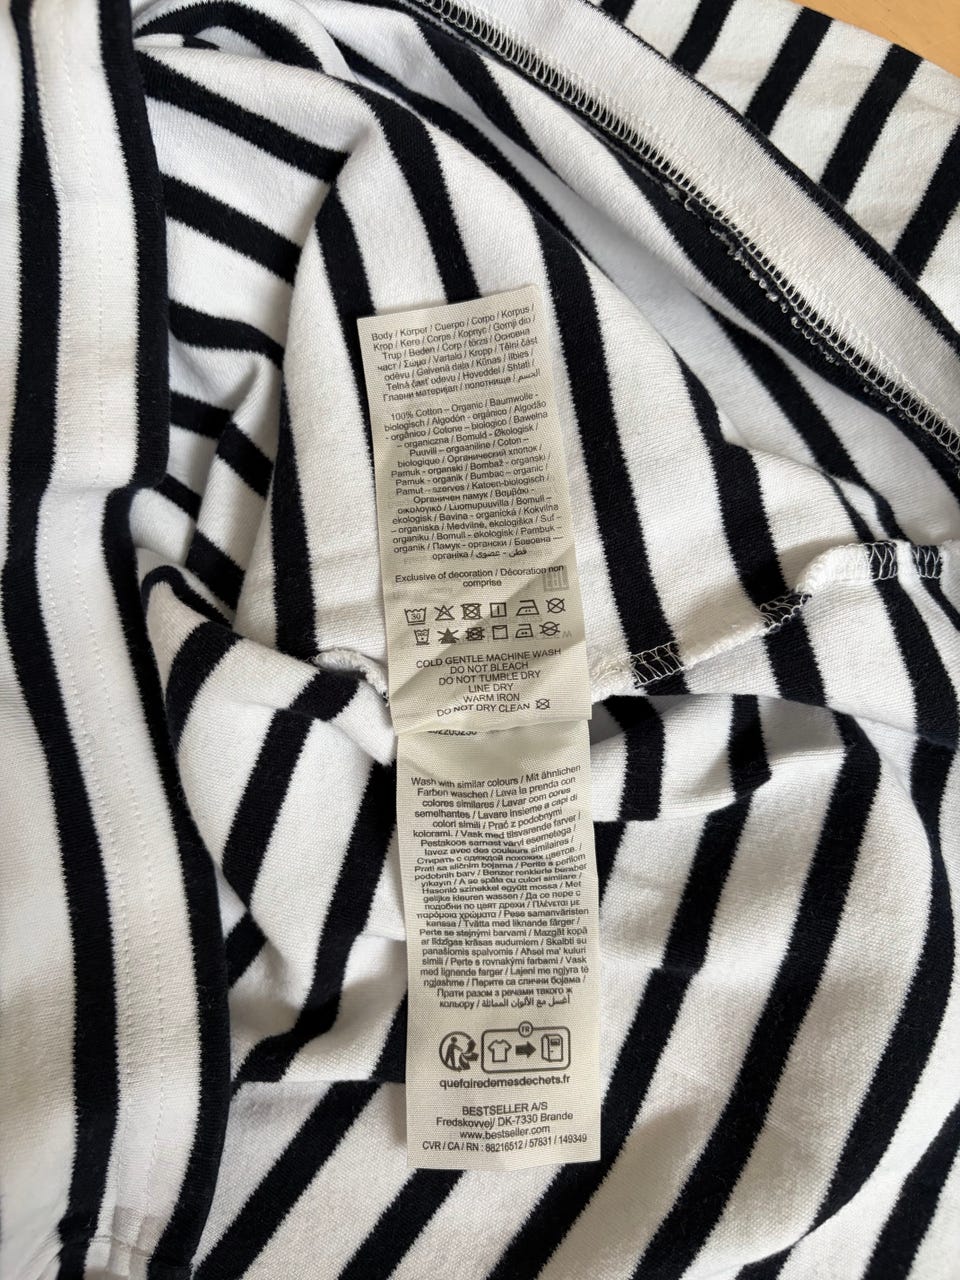 Body / Körper / Cuerpo / Corpo / Korpus /
Krop / Kere / Corps / Корпус / Gornji dio /
Trup / Beden / Corp / törzs / Основна
част / Σώμα / Vartalo / Kropp / Tělní část
oděvu / Galvenā daļa / Kūnas / ilbies
Telná časť odevu / Hoveddel / Shtati /
Главни материјал / полотнище / الجسم
100% Cotton – Organic / Baumwolle -
biologisch / Algodón - orgánico / Algodão
- orgânico / Cotone – biologico / Bawełna
– organiczna / Bomuld - Økologisk /
Puuvill - orgaaniline / Coton –
biologique / Органический хлопок /
Pamuk - organski / Bombaž - organski /
Pamuk - organik / Bumbac – organic /
Pamut – szerves / Katoen-biologisch /
Органичен памук / Βαμβάκι -
οικολογικό / Luomupuuvilla / Bomull –
ekologisk / Bavlna - organická / Kokvilna
– organiska / Medvilnė, ekologiška / Suf –
organiku / Bomull - økologisk / Pambuk –
organik / Памук - органски / Бавовна –
органіка / قطن - عضوي
Exclusive of decoration / Décoration non
comprise
30
W
COLD GENTLE MACHINE WASH
DO NOT BLEACH
DO NOT TUMBLE DRY
LINE DRY
WARM IRON
DO NOT DRY CLEAN
Wash with similar colours / Mit ähnlichen
Farben waschen / Lava la prenda con
colores similares / Lavar com cores
semelhantes / Lavare insieme a capi di
colori simili / Prać z podobnymi
kolorami. / Vask med tilsvarende farver /
Pestakoos samast värvi esemetega /
lavoz avec des couleurs similaires /
Стирать с одеждой похожих цветов. /
Prati sa sličnim bojama / Perite s perilom
podobnih barv / Benzer renklerle beraber
yıkayın / A se spăla cu culori similare /
Hasonló színekkel együtt mossa / Met
gelijke kleuren wassen / Да се пере с
подобни по цвят дрехи / Πλένεται με
παρόμοια χρώματα / Pese samanväristen
kanssa / Tvätta med liknande färger /
Perte se stejnými barvami / Mazgāt kopā
ar līdzīgas krāsas audumiem / Skalbti su
panašiomis spalvomis / Ahsel ma' kuluri
simili / Perte s rovnakými farbami / Vask
med lignende farger / Lajeni me ngjyra të
ngjashme / Перите са слични бојама /
Прати разом з речами такого ж
кольору / أغسل مع الألوان المماثلة
FR
quefairedemesdechets.fr
BESTSELLER A/S
Fredskovvej/ DK-7330 Brande
www.bestseller.com
CVR / CA / RN : 88216512 / 57831 / 149349